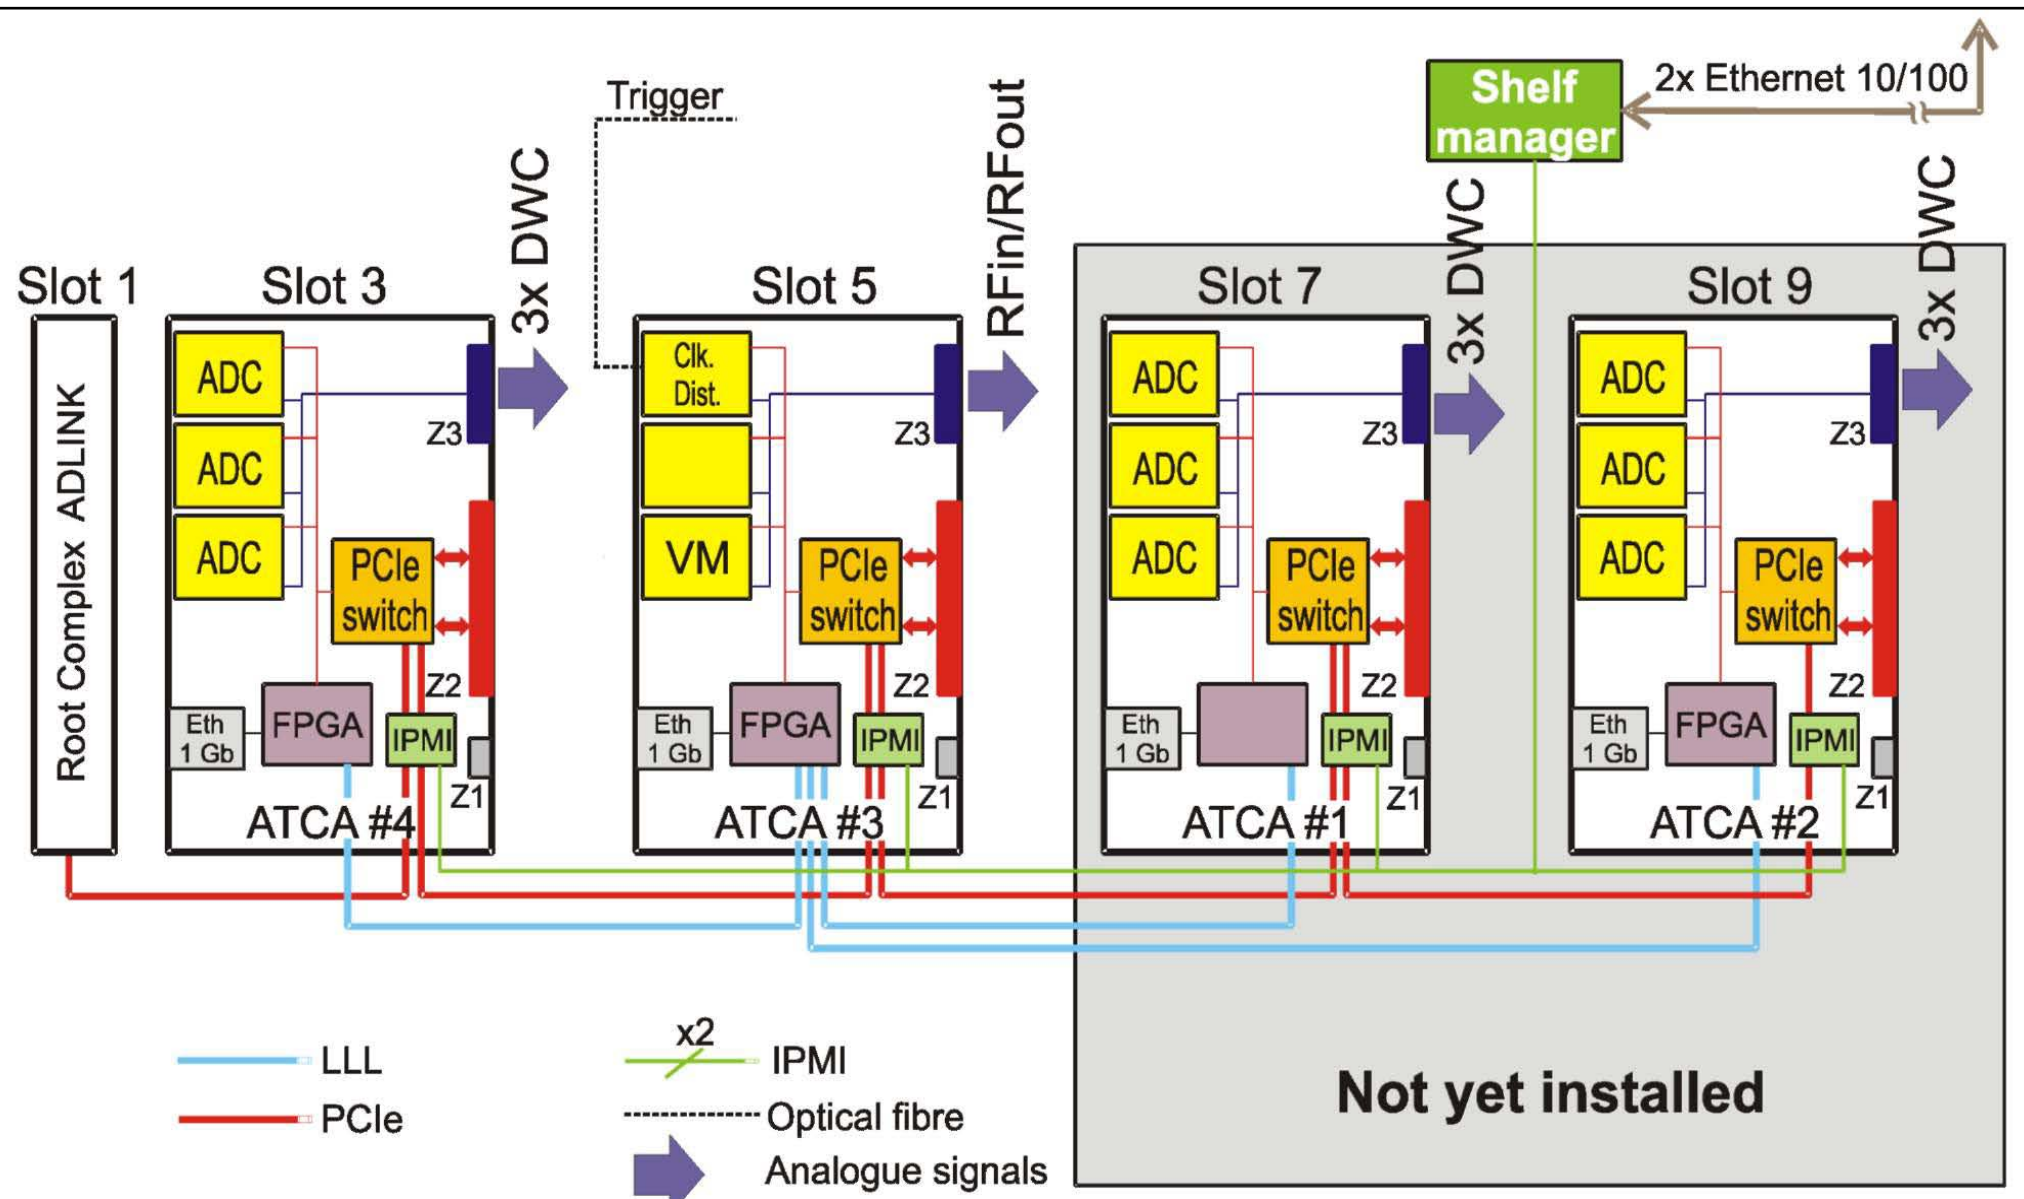 Shelf
manager
2x Ethernet 10/100
Trigger
3x DWC
RFin/RFout
3x DWC
3x DWC
Slot 1
Slot 3
Slot 5
Slot 7
Slot 9
Root Complex ADLINK
ADC
ADC
ADC
Z3
PCIe
switch
Z2
FPGA
Eth
1 Gb
IPMI
Z1
ATCA #4
Clk.
Dist.
VM
Z3
PCIe
switch
Z2
FPGA
Eth
1 Gb
IPMI
Z1
ATCA #3
ADC
ADC
ADC
Z3
PCIe
switch
Z2
Eth
1 Gb
IPMI
Z1
ATCA #1
ADC
ADC
ADC
Z3
PCIe
switch
Z2
FPGA
Eth
1 Gb
IPMI
Z1
ATCA #2
LLL
PCIe
x2
IPMI
Optical fibre
Analogue signals
Not yet installed